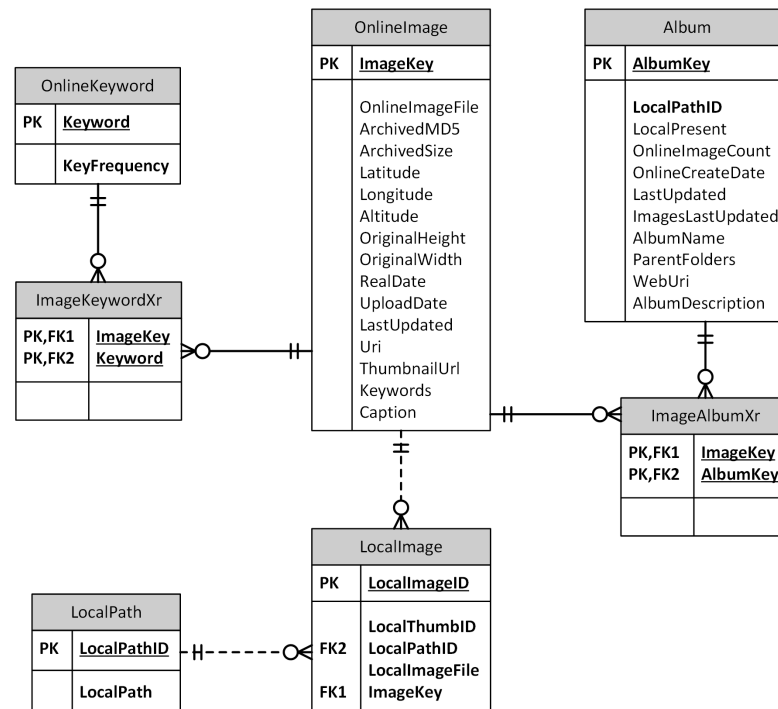 OnlineImage
PK ImageKey
OnlineImageFile
ArchivedMD5
ArchivedSize
Latitude
Longitude
Altitude
OriginalHeight
OriginalWidth
RealDate
UploadDate
LastUpdated
Uri
ThumbnailUrl
Keywords
Caption
Album
PK AlbumKey
LocalPathID
LocalPresent
OnlineImageCount
OnlineCreateDate
LastUpdated
ImagesLastUpdated
AlbumName
ParentFolders
WebUri
AlbumDescription
OnlineKeyword
PK Keyword
KeyFrequency
ImageKeywordXr
PK,FK1 ImageKey
PK,FK2 Keyword
ImageAlbumXr
PK,FK1 ImageKey
PK,FK2 AlbumKey
LocalImage
PK LocalImageID
LocalThumbID
FK2 LocalPathID
LocalImageFile
FK1 ImageKey
LocalPath
PK LocalPathID
LocalPath